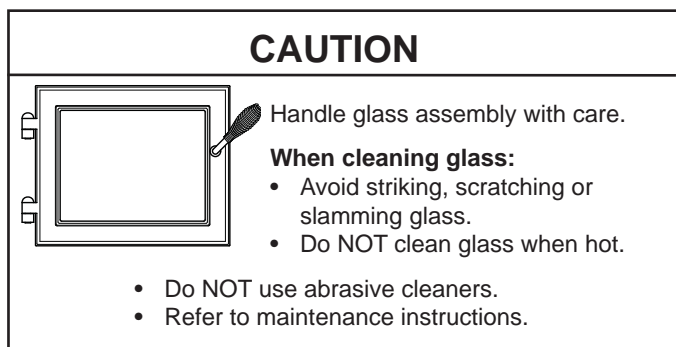 CAUTION
Handle glass assembly with care.
When cleaning glass:
• Avoid striking, scratching or
slamming glass.
• Do NOT clean glass when hot.
• Do NOT use abrasive cleaners.
• Refer to maintenance instructions.